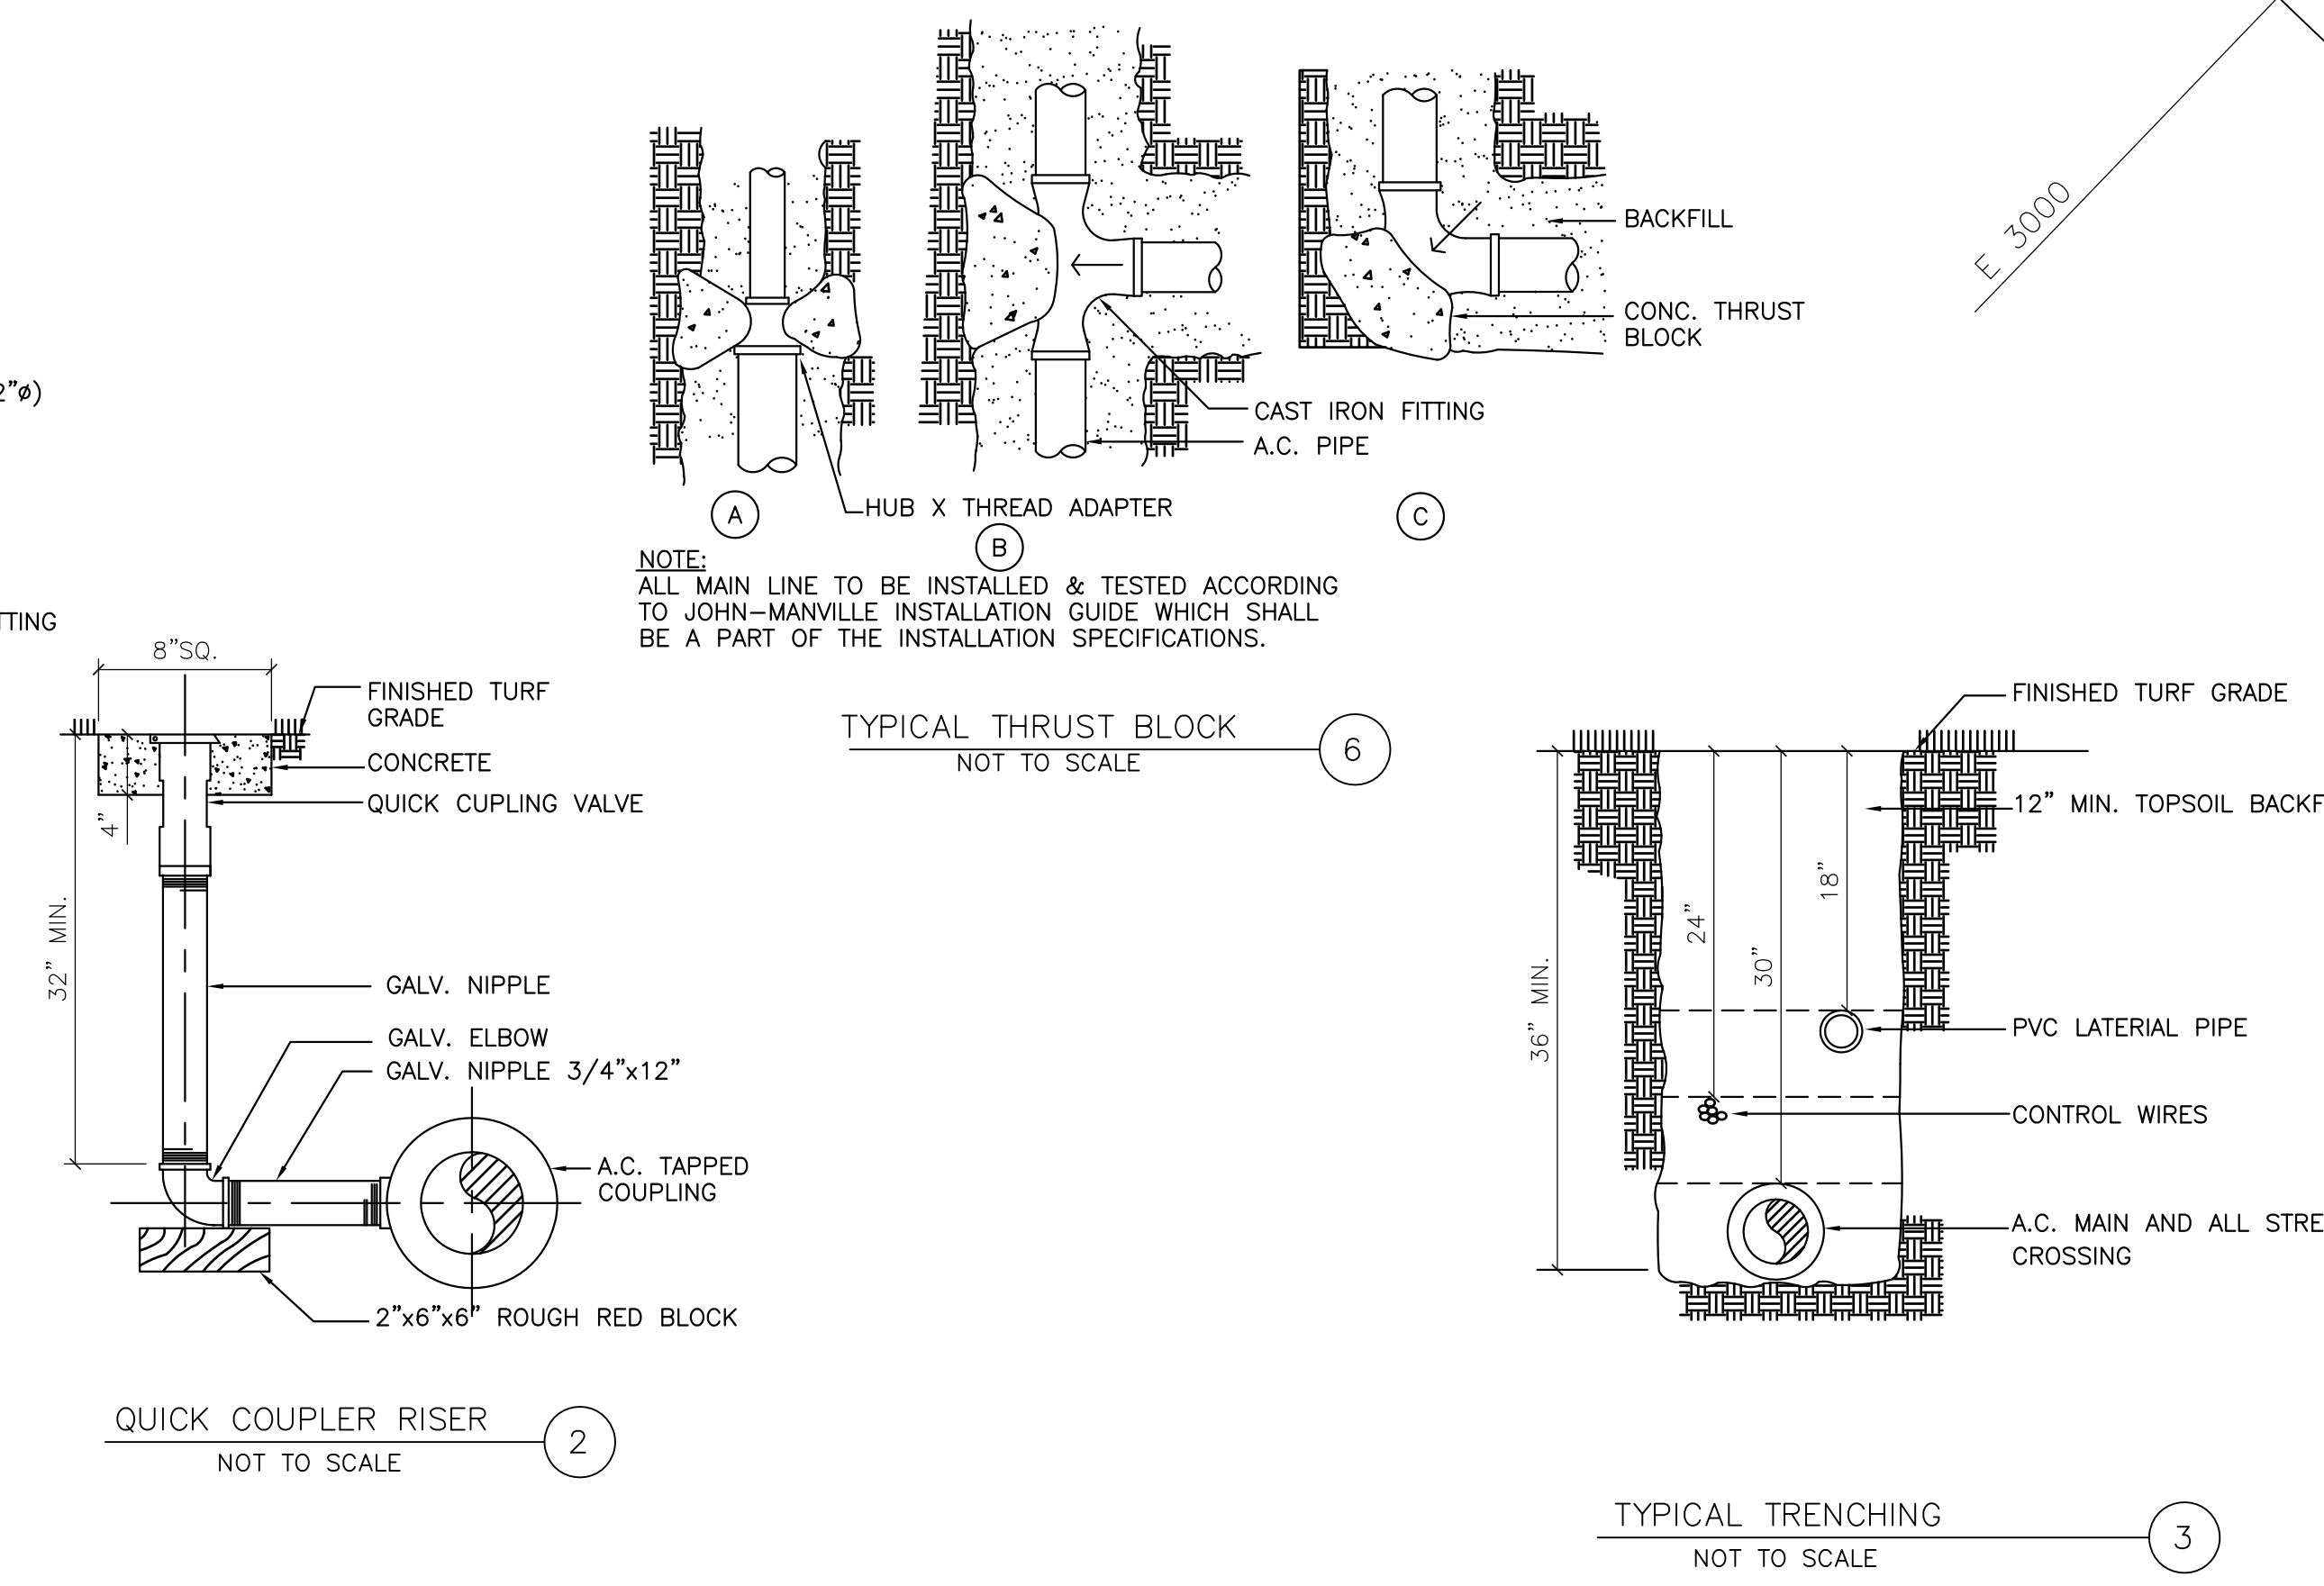 E 3000
2"ø)
BACKFILL
CONC. THRUST
BLOCK
CAST IRON FITTING
A.C. PIPE
HUB X THREAD ADAPTER
A
B
C
NOTE:
ALL MAIN LINE TO BE INSTALLED & TESTED ACCORDING
TO JOHN-MANVILLE INSTALLATION GUIDE WHICH SHALL
BE A PART OF THE INSTALLATION SPECIFICATIONS.
TYPICAL THRUST BLOCK
NOT TO SCALE
6
TTING
8"SQ.
FINISHED TURF
GRADE
CONCRETE
QUICK CUPLING VALVE
4"
32" MIN.
GALV. NIPPLE
GALV. ELBOW
GALV. NIPPLE 3/4"x12"
A.C. TAPPED
COUPLING
2"x6"x6" ROUGH RED BLOCK
QUICK COUPLER RISER
NOT TO SCALE
2
FINISHED TURF GRADE
12" MIN. TOPSOIL BACKF
18"
24"
30"
36" MIN.
PVC LATERIAL PIPE
CONTROL WIRES
A.C. MAIN AND ALL STRE
CROSSING
TYPICAL TRENCHING
NOT TO SCALE
3